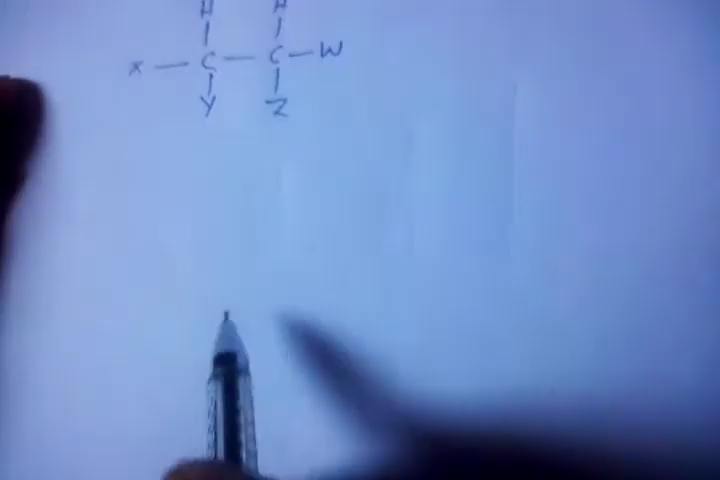 H H
X — C — C — W
Y Z